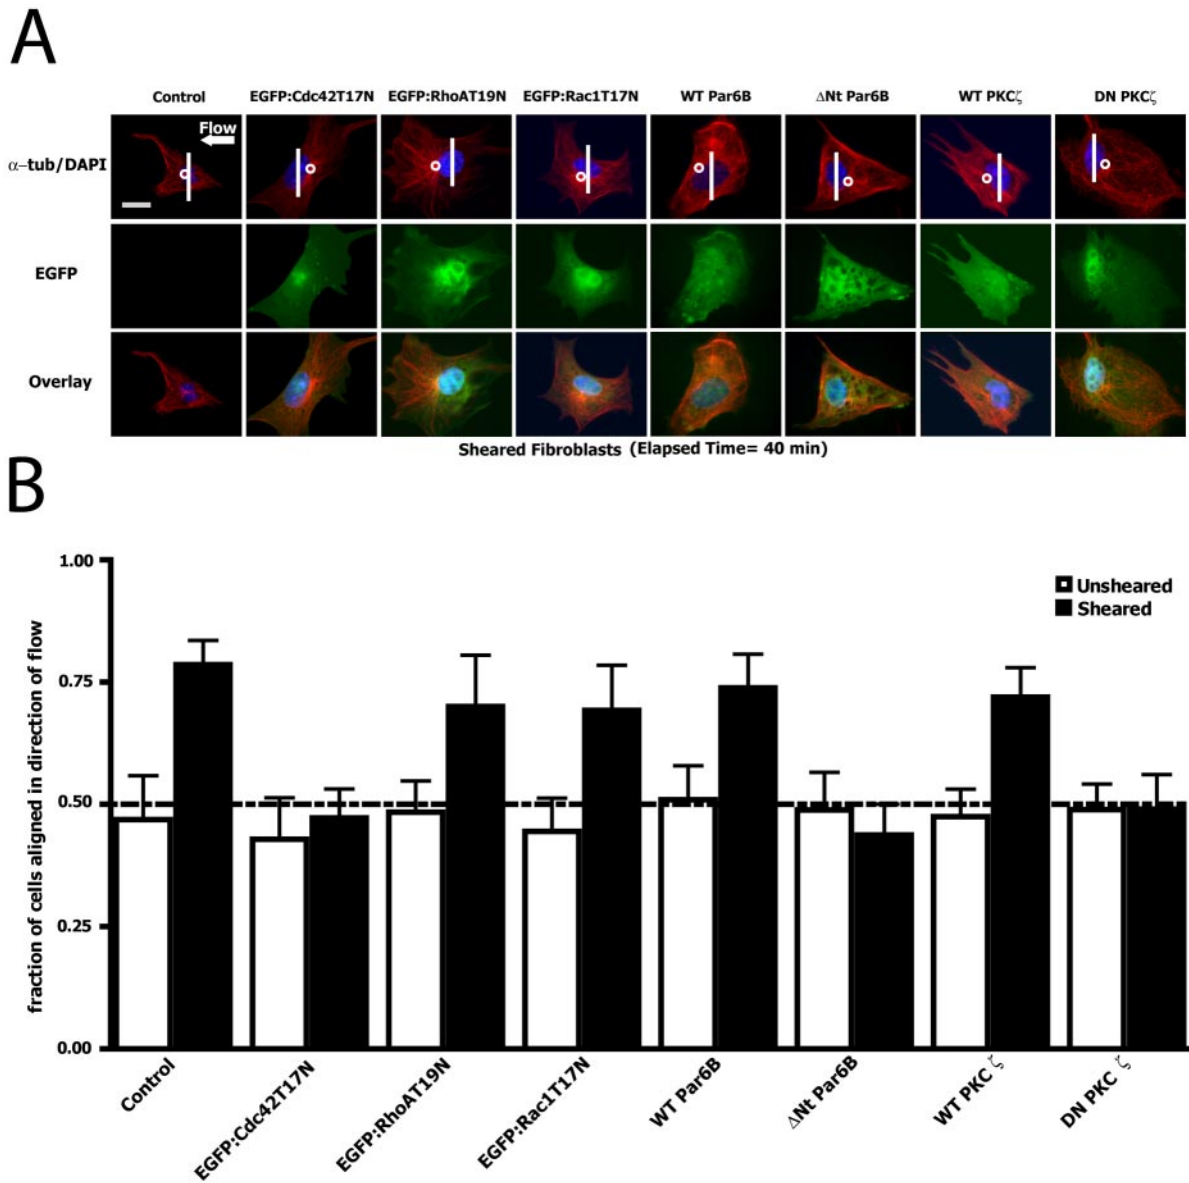 A
Control EGFP:Cdc42T17N EGFP:RhoAT19N EGFP:Rac1T17N WT Par6B ΔNt Par6B WT PKCζ DN PKCζ
Flow
α-tub/DAPI
EGFP
Overlay
Sheared Fibroblasts (Elapsed Time= 40 min)
B
fraction of cells aligned in direction of flow
1.00
0.75
0.50
0.25
0.00
Unsheared
Sheared
Control
EGFP:Cdc42T17N
EGFP:RhoAT19N
EGFP:Rac1T17N
WT Par6B
ΔNt Par6B
WT PKC ζ
DN PKC ζ